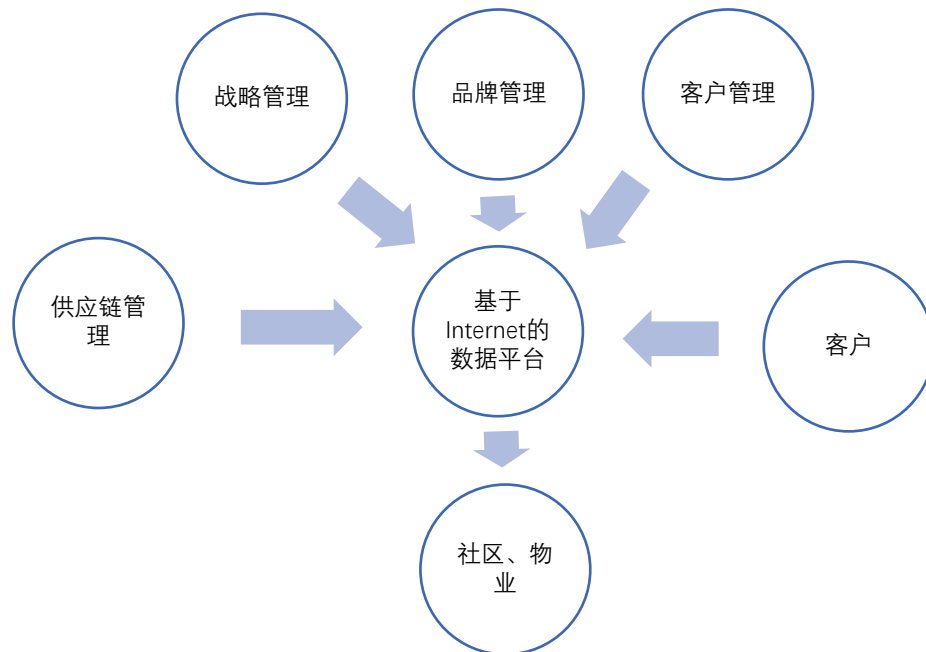 战略管理
品牌管理
客户管理
供应链管
理
基于
Internet的
数据平台
客户
社区、物
业